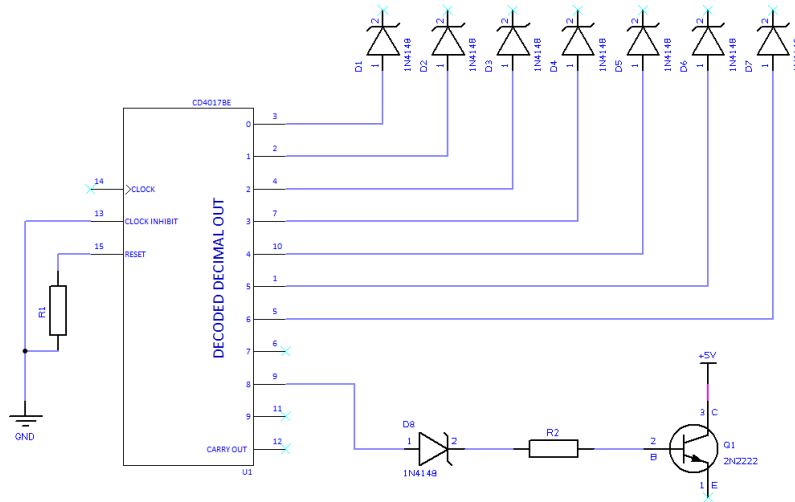 2 2 2 2 2 2 2
D1 1 1N4148 D2 1 1N4148 D3 1 1N4148 D4 1 1N4148 D5 1 1N4148 D6 1 1N4148 D7 1
CD4017BE
0 3
1 2
14 CLOCK 2 4
13 CLOCK INHIBIT 3 7
15 RESET 4 10
DECODED DECIMAL OUT
5 1
R1 6 5
7 6
+5V
8 9
3 C
D8
9 11
1 2 R2 2 Q1
B 2N2222
GND CARRY OUT 12
1N4148
U1
1 E